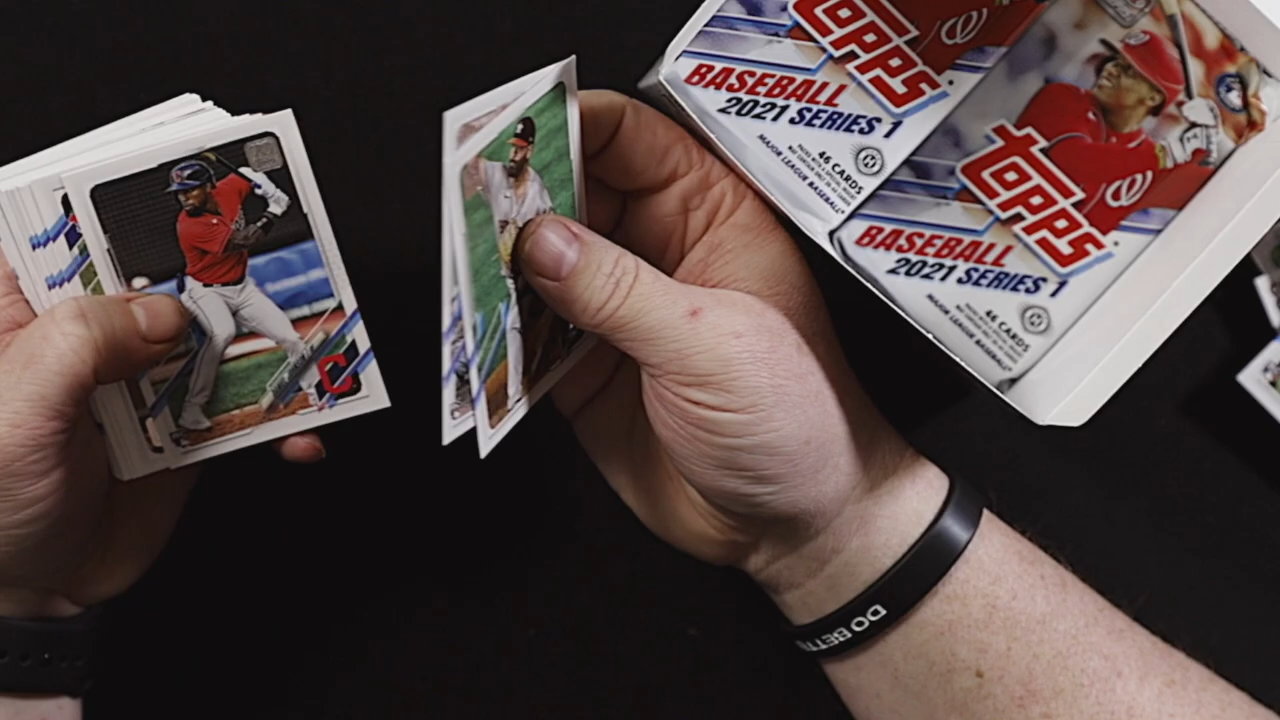 TOPPS
BASEBALL
2021 SERIES 1
46 CARDS
MAJOR LEAGUE BASEBALL
TOPPS
BASEBALL
2021 SERIES 1
46 CARDS
MAJOR LEAGUE BASEBALL
C
W
W
DO BETTE